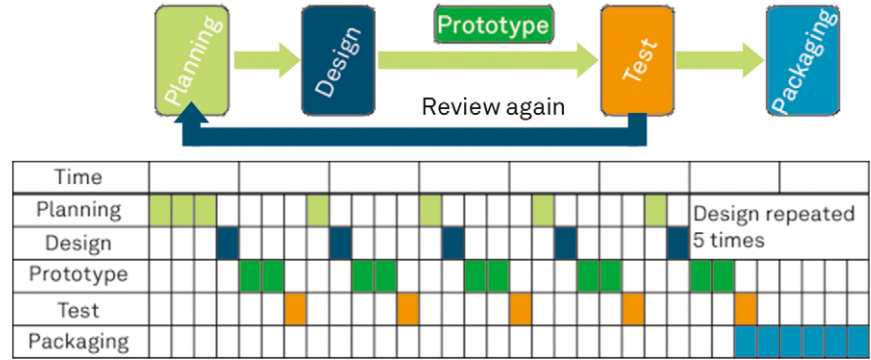 Planning
Design
Prototype
Test
Packaging
Review again
Time
Planning
Design
Prototype
Test
Packaging
Design repeated
5 times